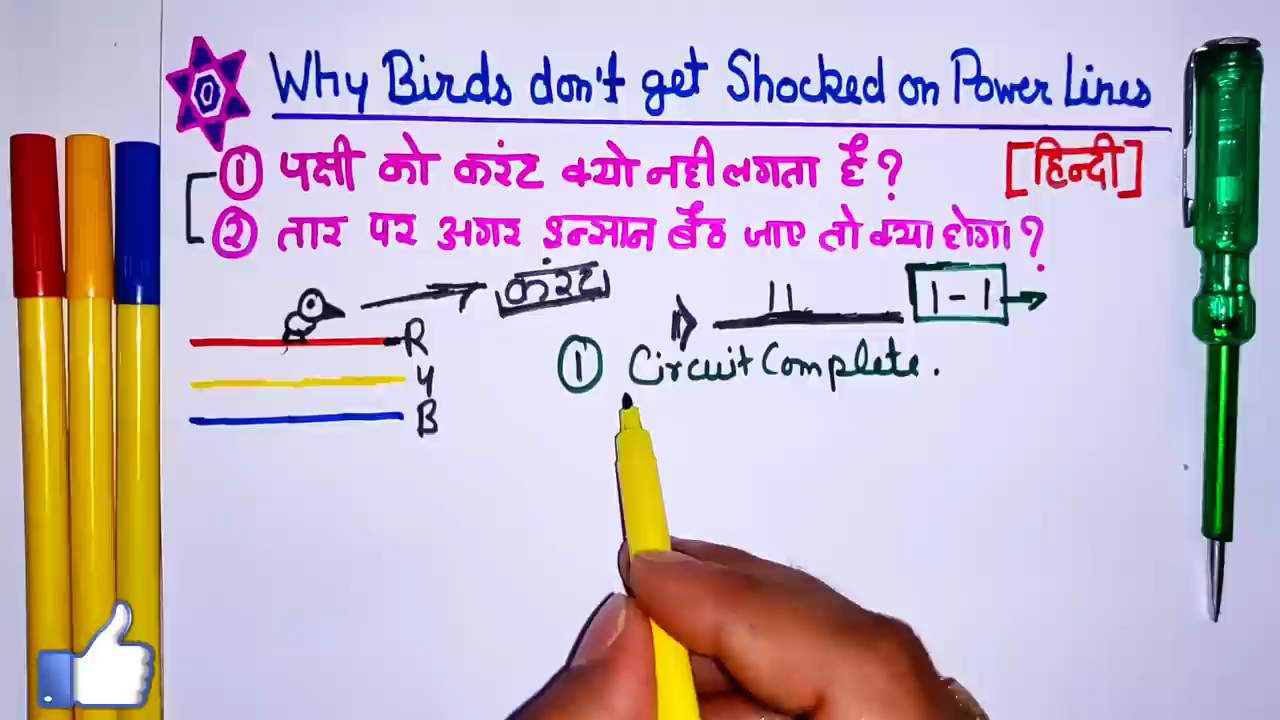 Why Birds don't get Shocked on Power Lines
① पक्षी को करंट क्यो नही लगता है ? [हिन्दी]
② तार पर अगर इन्सान बैठ जाए तो क्या होगा ?
करंट
1-1
R
Y
B
① Circuit Complete.